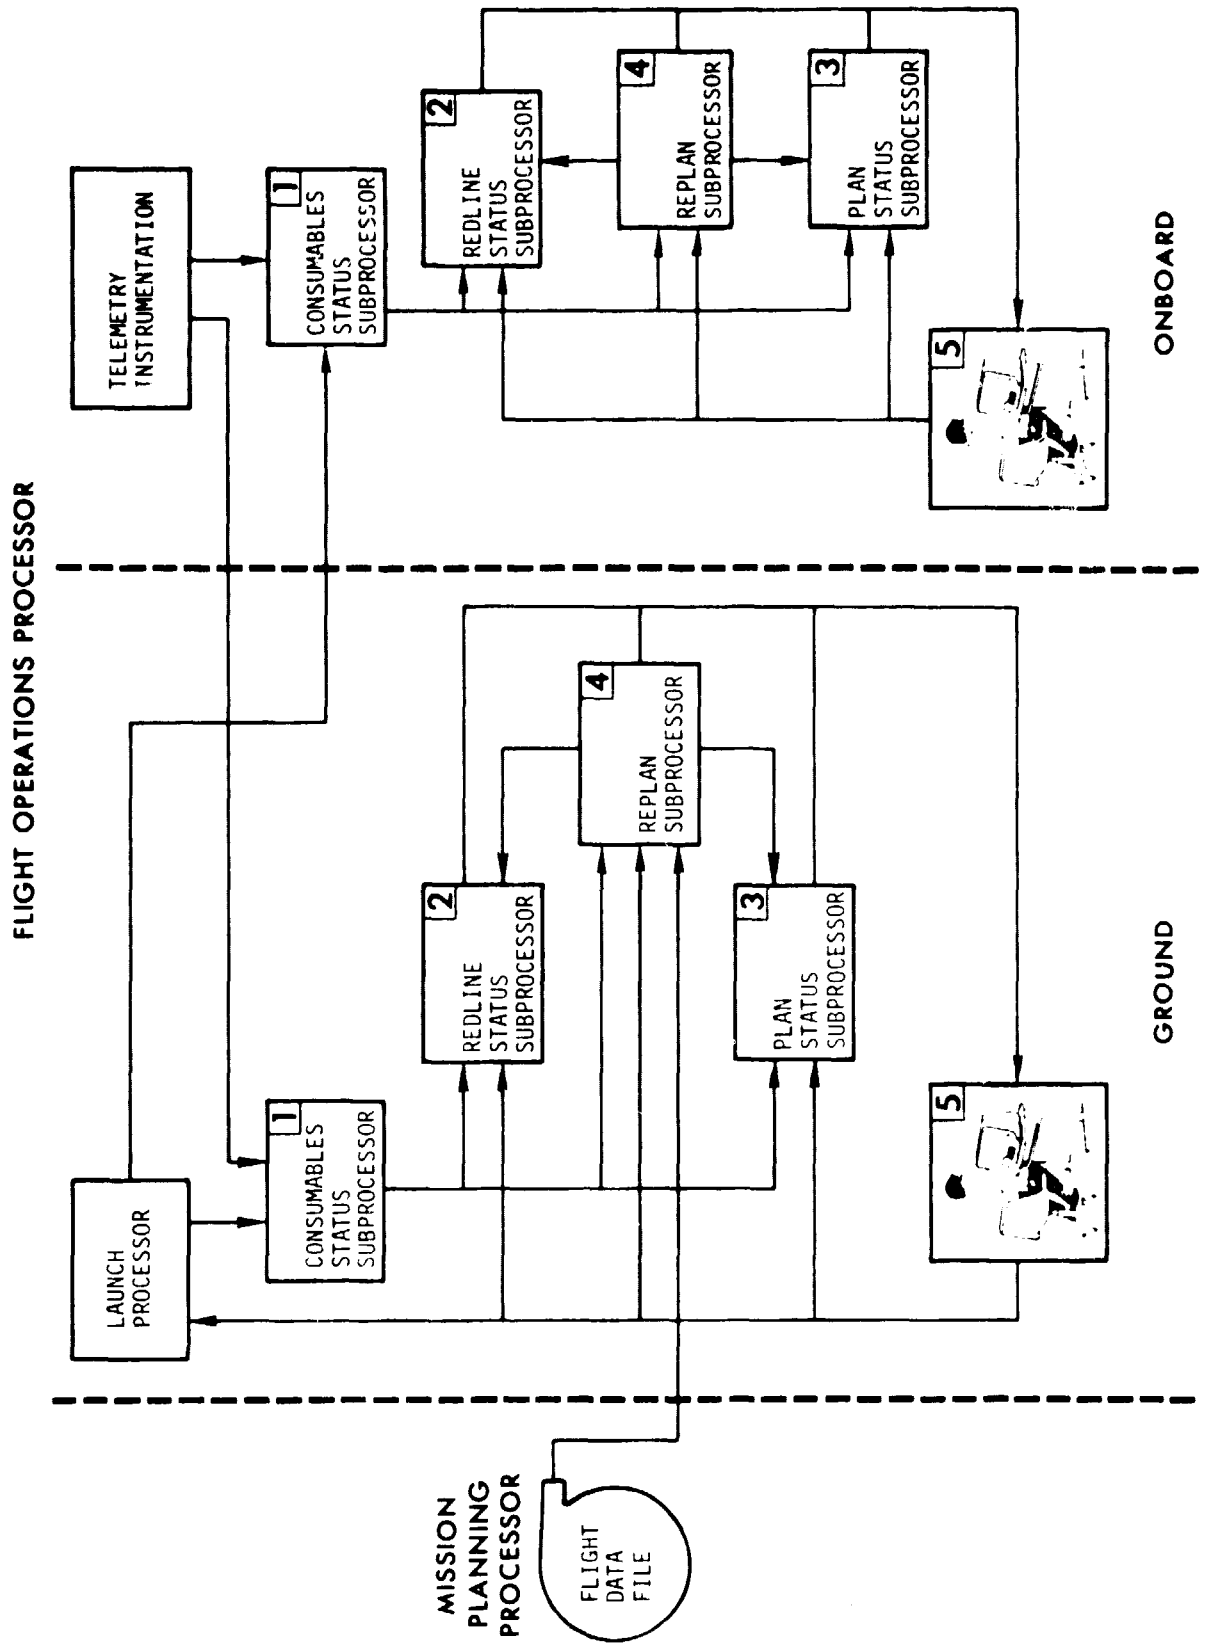 FLIGHT OPERATIONS PROCESSOR
MISSION
PLANNING
PROCESSOR
FLIGHT
DATA
FILE
LAUNCH
PROCESSOR
1
CONSUMABLES
STATUS
SUBPROCESSOR
2
REDLINE
STATUS
SUBPROCESSOR
4
REPLAN
SUBPROCESSOR
3
PLAN
STATUS
SUBPROCESSOR
5
GROUND
TELEMETRY
INSTRUMENTATION
1
CONSUMABLES
STATUS
SUBPROCESSOR
2
REDLINE
STATUS
SUBPROCESSOR
4
REPLAN
SUBPROCESSOR
3
PLAN
STATUS
SUBPROCESSOR
5
ONBOARD